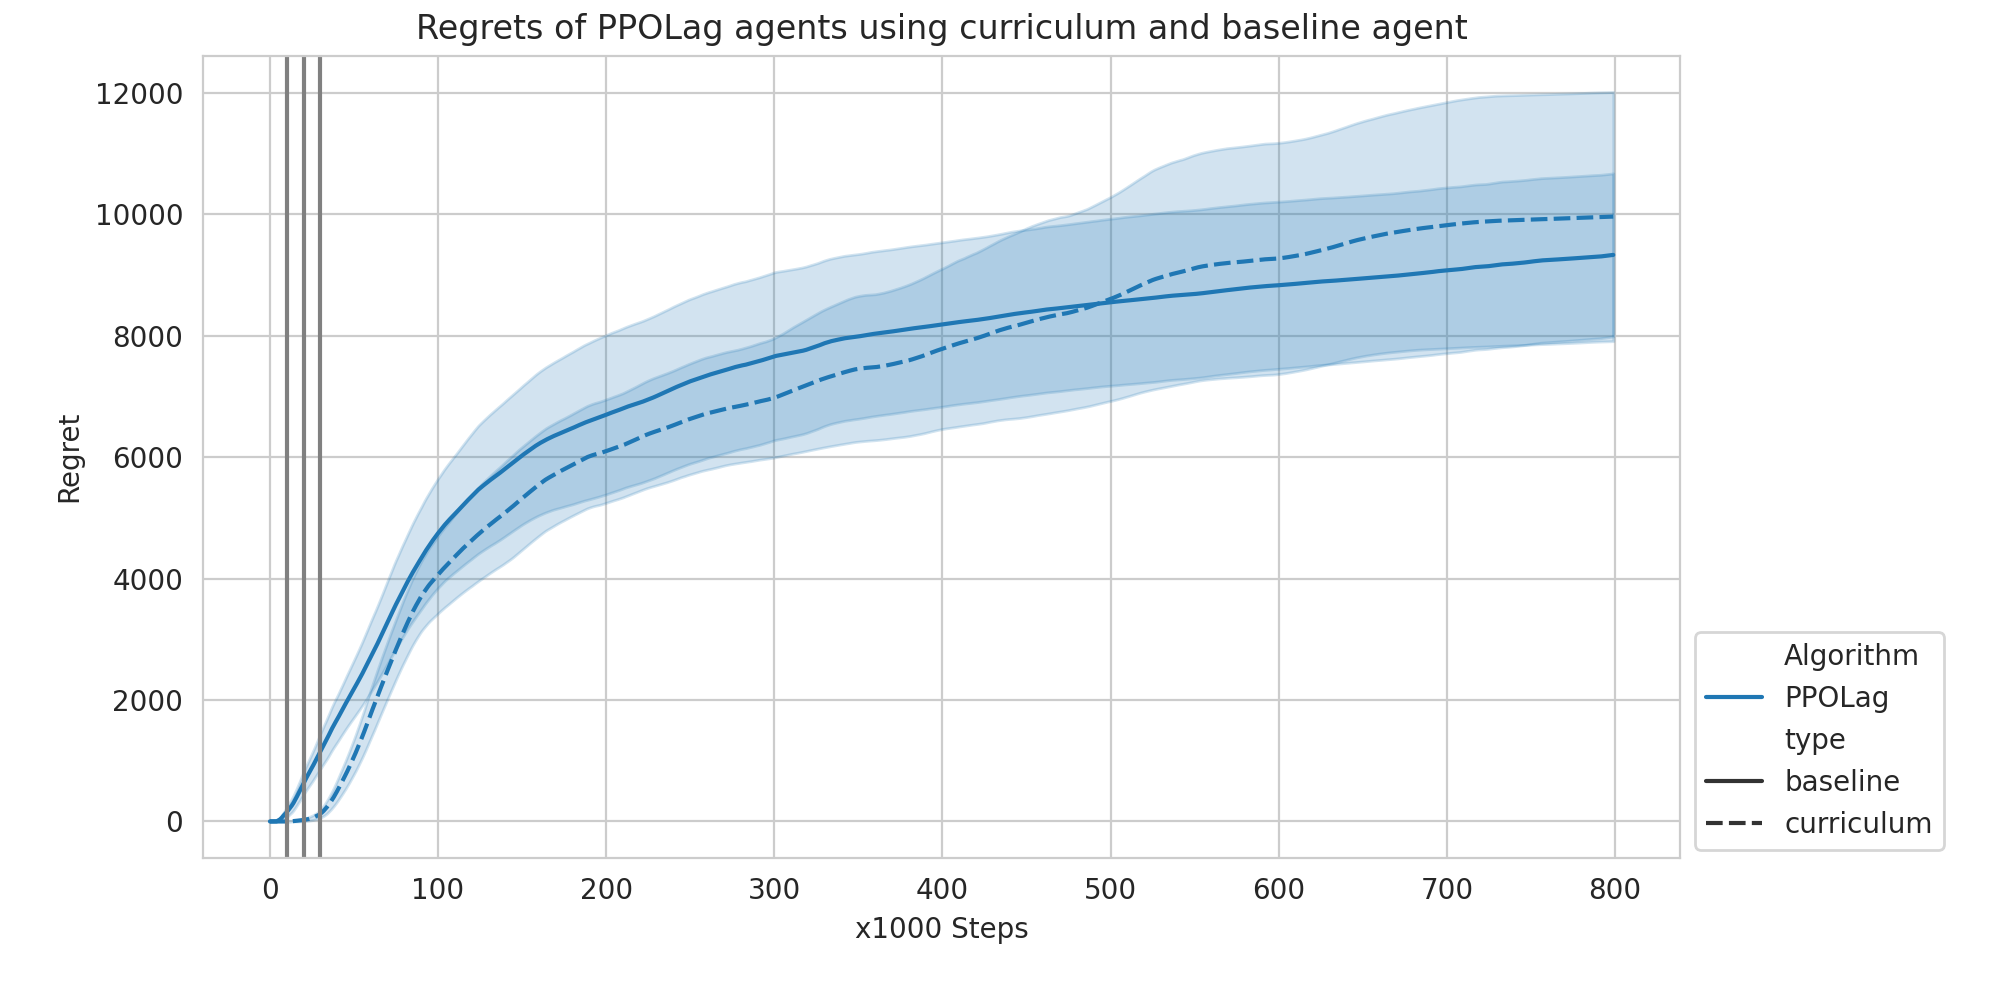 Regrets of PPOLag agents using curriculum and baseline agent
12000
10000
8000
6000
4000
2000
0
Regret
0 100 200 300 400 500 600 700 800
x1000 Steps
Algorithm
PPOLag
type
baseline
curriculum